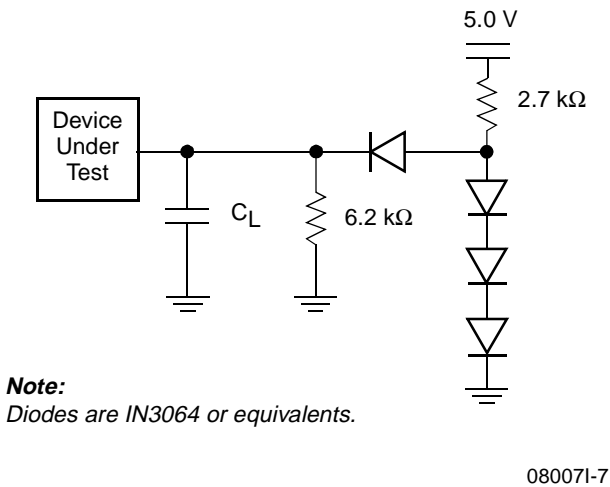 5.0 V
2.7 kΩ
Device
Under
Test
CL
6.2 kΩ
Note:
Diodes are IN3064 or equivalents.
08007I-7